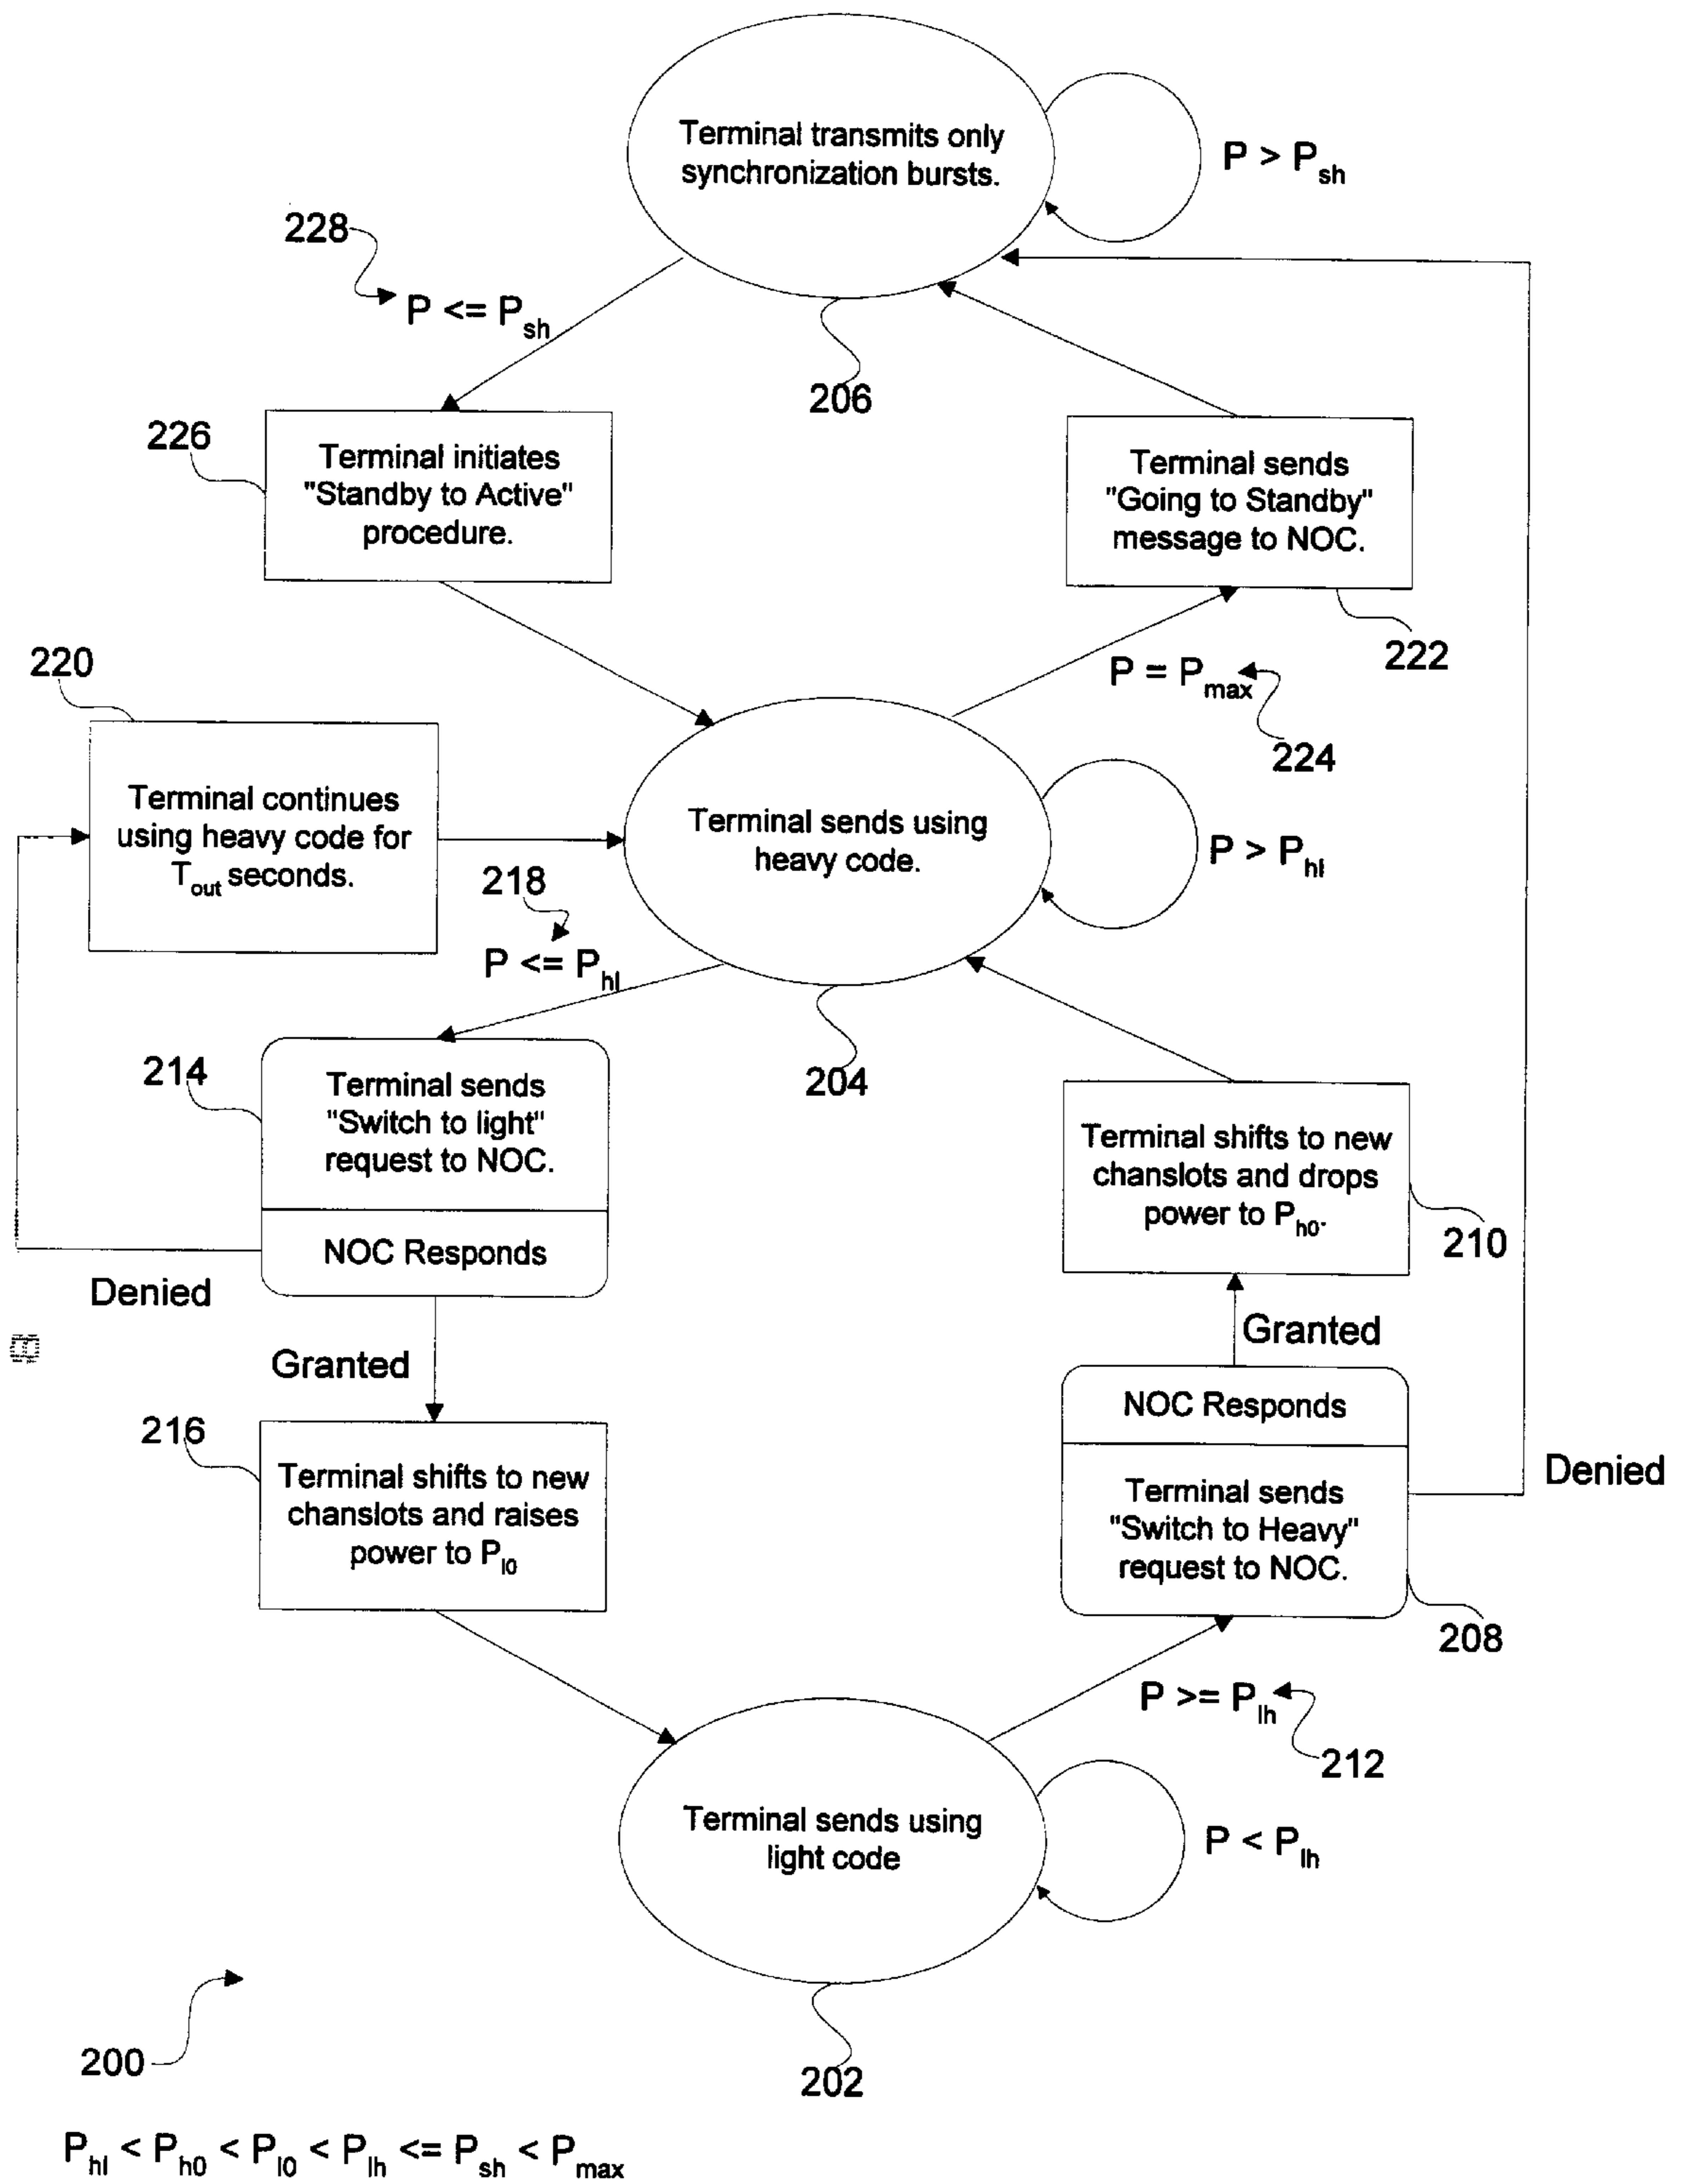 Terminal transmits only
synchronization bursts.
P > Psh
228
P <= Psh
206
226
Terminal initiates
"Standby to Active"
procedure.
Terminal sends
"Going to Standby"
message to NOC.
222
P = Pmax
224
220
Terminal continues
using heavy code for
Tout seconds.
Terminal sends using
heavy code.
P > Phl
218
P <= Phl
204
214
Terminal sends
"Switch to light"
request to NOC.
NOC Responds
Denied
Granted
Terminal shifts to new
chanslots and drops
power to Ph0.
210
Granted
NOC Responds
Terminal sends
"Switch to Heavy"
request to NOC.
Denied
208
216
Terminal shifts to new
chanslots and raises
power to Pl0
P >= Plh
212
Terminal sends using
light code
P < Plh
200
202
Phl < Ph0 < Pl0 < Plh <= Psh < Pmax